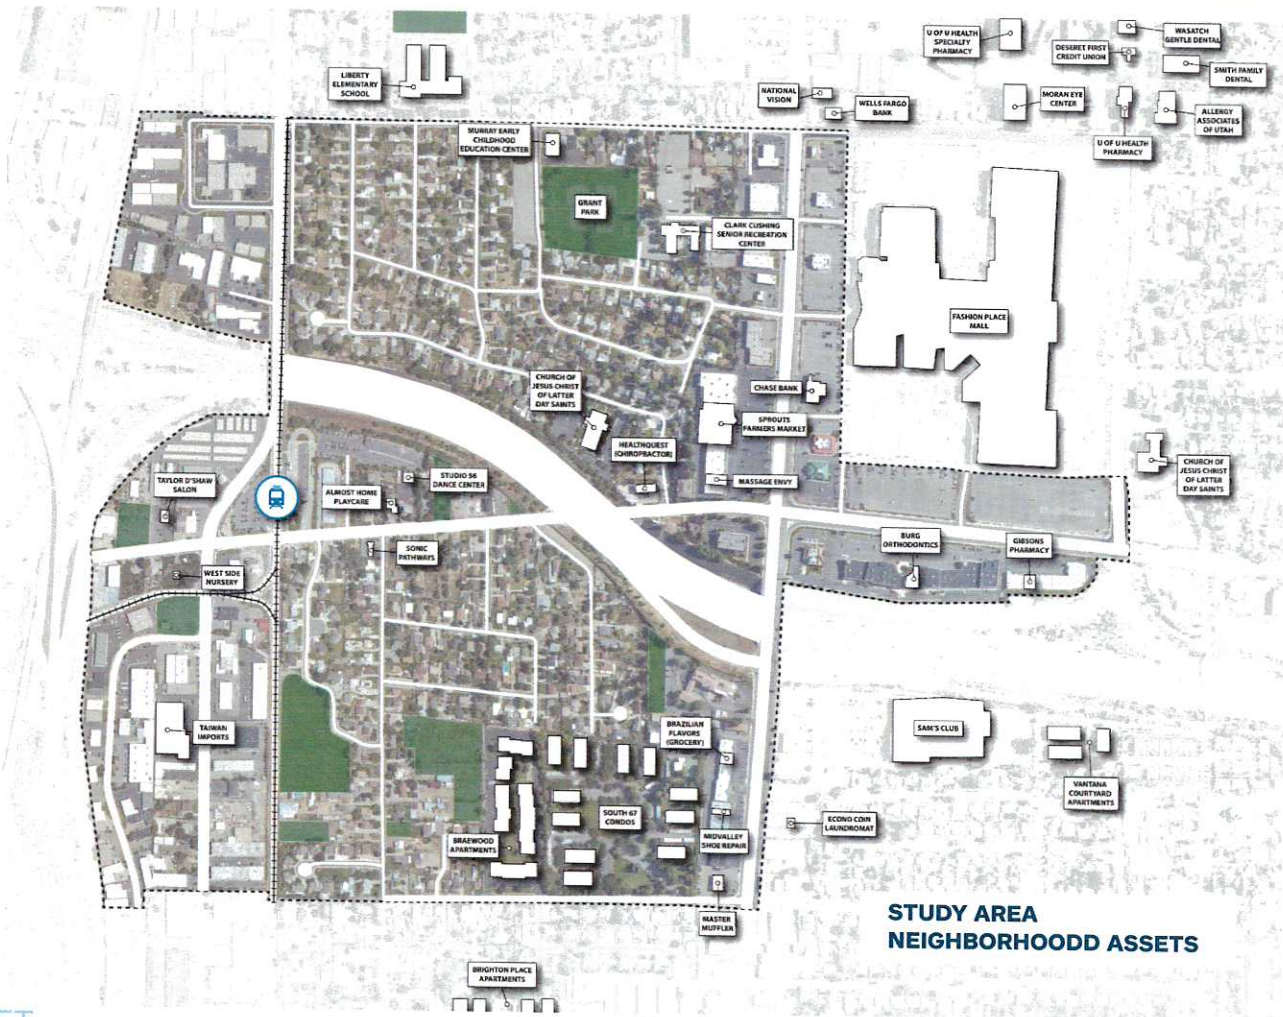 U OF U HEALTH
SPECIALTY
PHARMACY
WASATCH
GENTLE DENTAL
DESERET FIRST
CREDIT UNION
SMITH FAMILY
DENTAL
LIBERTY
ELEMENTARY
SCHOOL
NATIONAL
VISION
WELLS FARGO
BANK
MORAN EYE
CENTER
ALLERGY
ASSOCIATES
OF UTAH
U OF U HEALTH
PHARMACY
MURRAY EARLY
CHILDHOOD
EDUCATION CENTER
GRANT
PARK
CLARK CUSHING
SENIOR RECREATION
CENTER
FASHION PLACE
MALL
CHURCH OF
JESUS CHRIST
OF LATTER
DAY SAINTS
CHASE BANK
SPROUTS
FARMERS MARKET
HEALTHQUEST
(CHIROPRACTOR)
MASSAGE ENVY
CHURCH OF
JESUS CHRIST
OF LATTER
DAY SAINTS
TAYLOR D'SHAW
SALON
STUDIO 56
DANCE CENTER
ALMOST HOME
PLAYCARE
SONIC
PATHWAYS
BURG
ORTHODONTICS
GIBSONS
PHARMACY
WEST SIDE
NURSERY
TAIWAN
IMPORTS
BRAZILIAN
FLAVORS
(GROCERY)
SAM'S CLUB
VANTANA
COURTYARD
APARTMENTS
SOUTH 67
CONDOS
ECONO COIN
LAUNDROMAT
BRAEWOOD
APARTMENTS
MIDVALLEY
SHOE REPAIR
MASTER
MUFFLER
STUDY AREA
NEIGHBORHOODD ASSETS
BRIGHTON PLACE
APARTMENTS